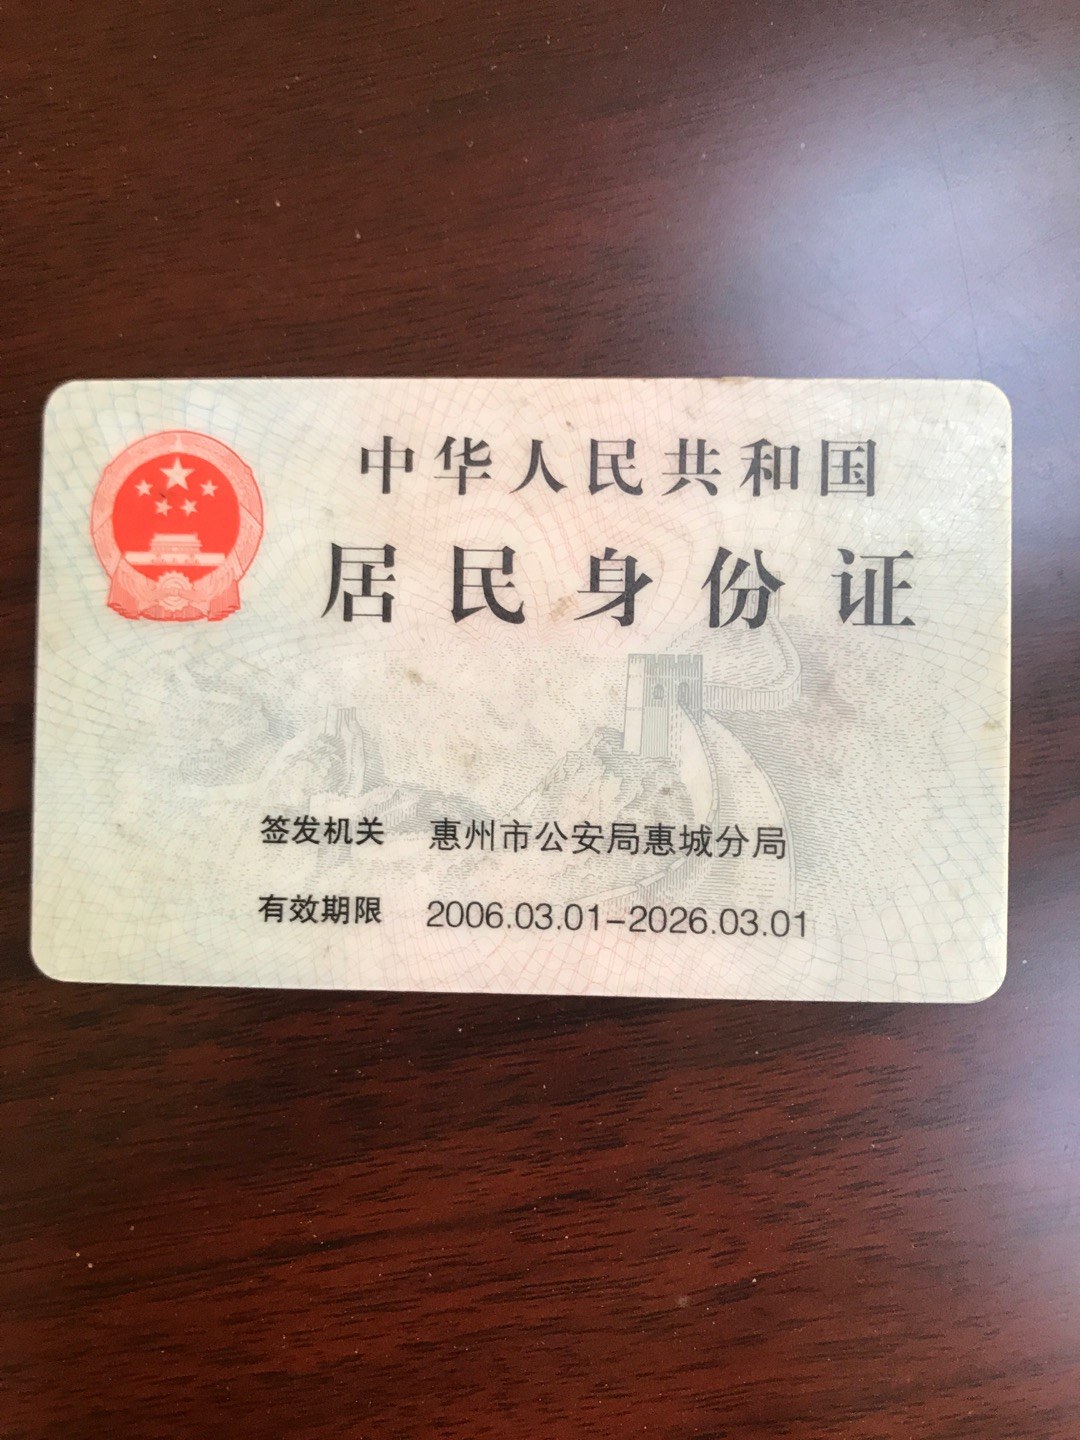 中华人民共和国
居民身份证
签发机关 惠州市公安局惠城分局
有效期限 2006.03.01-2026.03.01